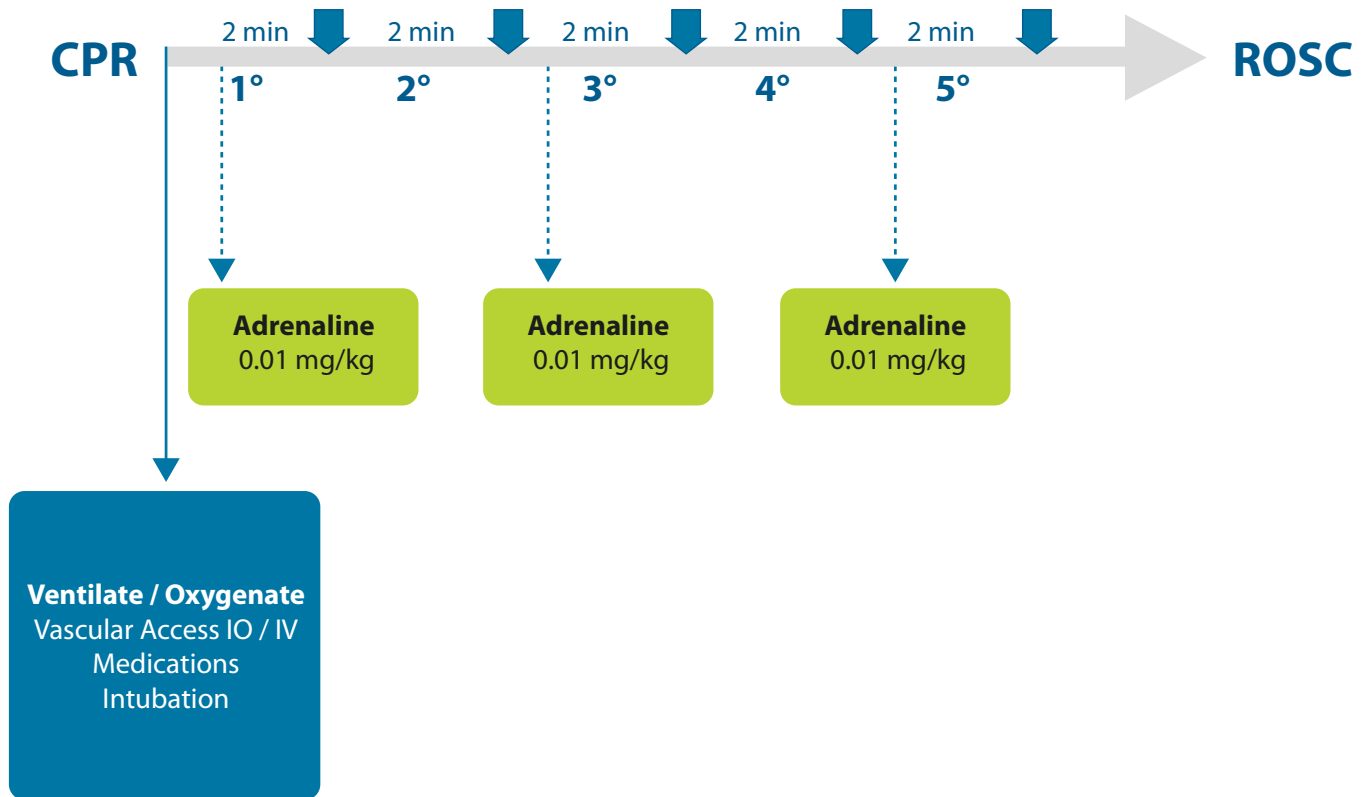 2 min 2 min 2 min 2 min 2 min
CPR
ROSC
1° 2° 3° 4° 5°
Adrenaline
0.01 mg/kg
Adrenaline
0.01 mg/kg
Adrenaline
0.01 mg/kg
Ventilate / Oxygenate
Vascular Access IO / IV
Medications
Intubation